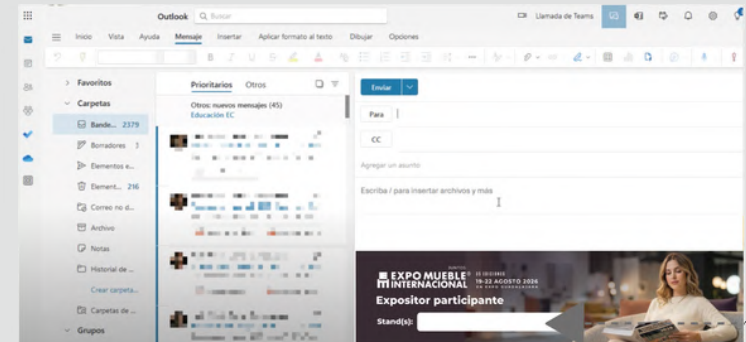 Outlook
Buscar
Llamada de Teams
Inicio Vista Ayuda Mensaje Insertar Aplicar formato al texto Dibujar Opciones
Favoritos
Carpetas
Bande... 2379
Borradores
Elementos e...
Element... 216
Correo no d...
Archivo
Notas
Historial de ...
Crear carpeta...
Carpetas de ...
Grupos
Prioritarios Otros
Otros: nuevos mensajes (45)
Educación EC
Enviar
Para
CC
Agregar un asunto
Escriba / para insertar archivos y más
EXPO MUEBLE
INTERNACIONAL
19-22 AGOSTO 2026
Expositor participante
Stand(s):